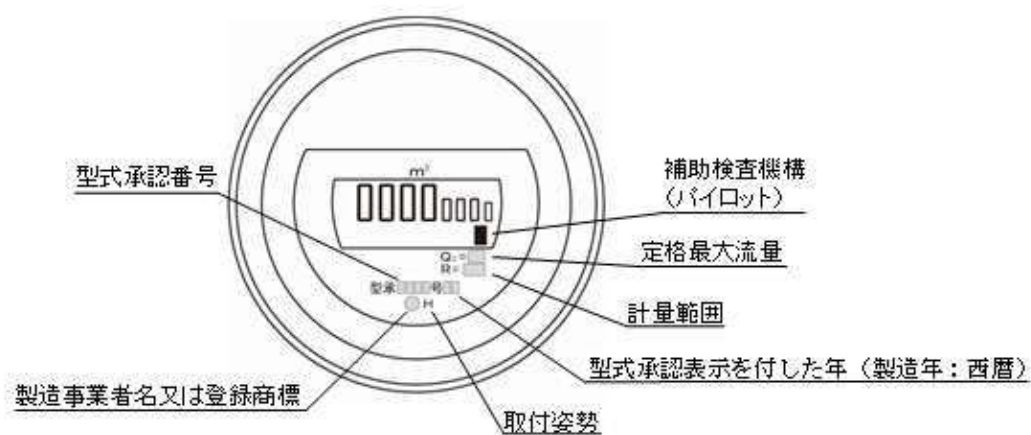 m³
補助検査機構
(パイロット)
型式承認番号
定格最大流量
Q₃=
R=
型承 号
計量範囲
H
型式承認表示を付した年（製造年：西暦）
製造事業者名又は登録商標
取付姿勢